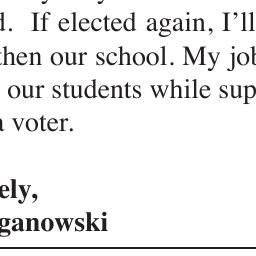 d. If elected again, I'll
then our school. My job
our students while sup
a voter.
ely,
ganowski